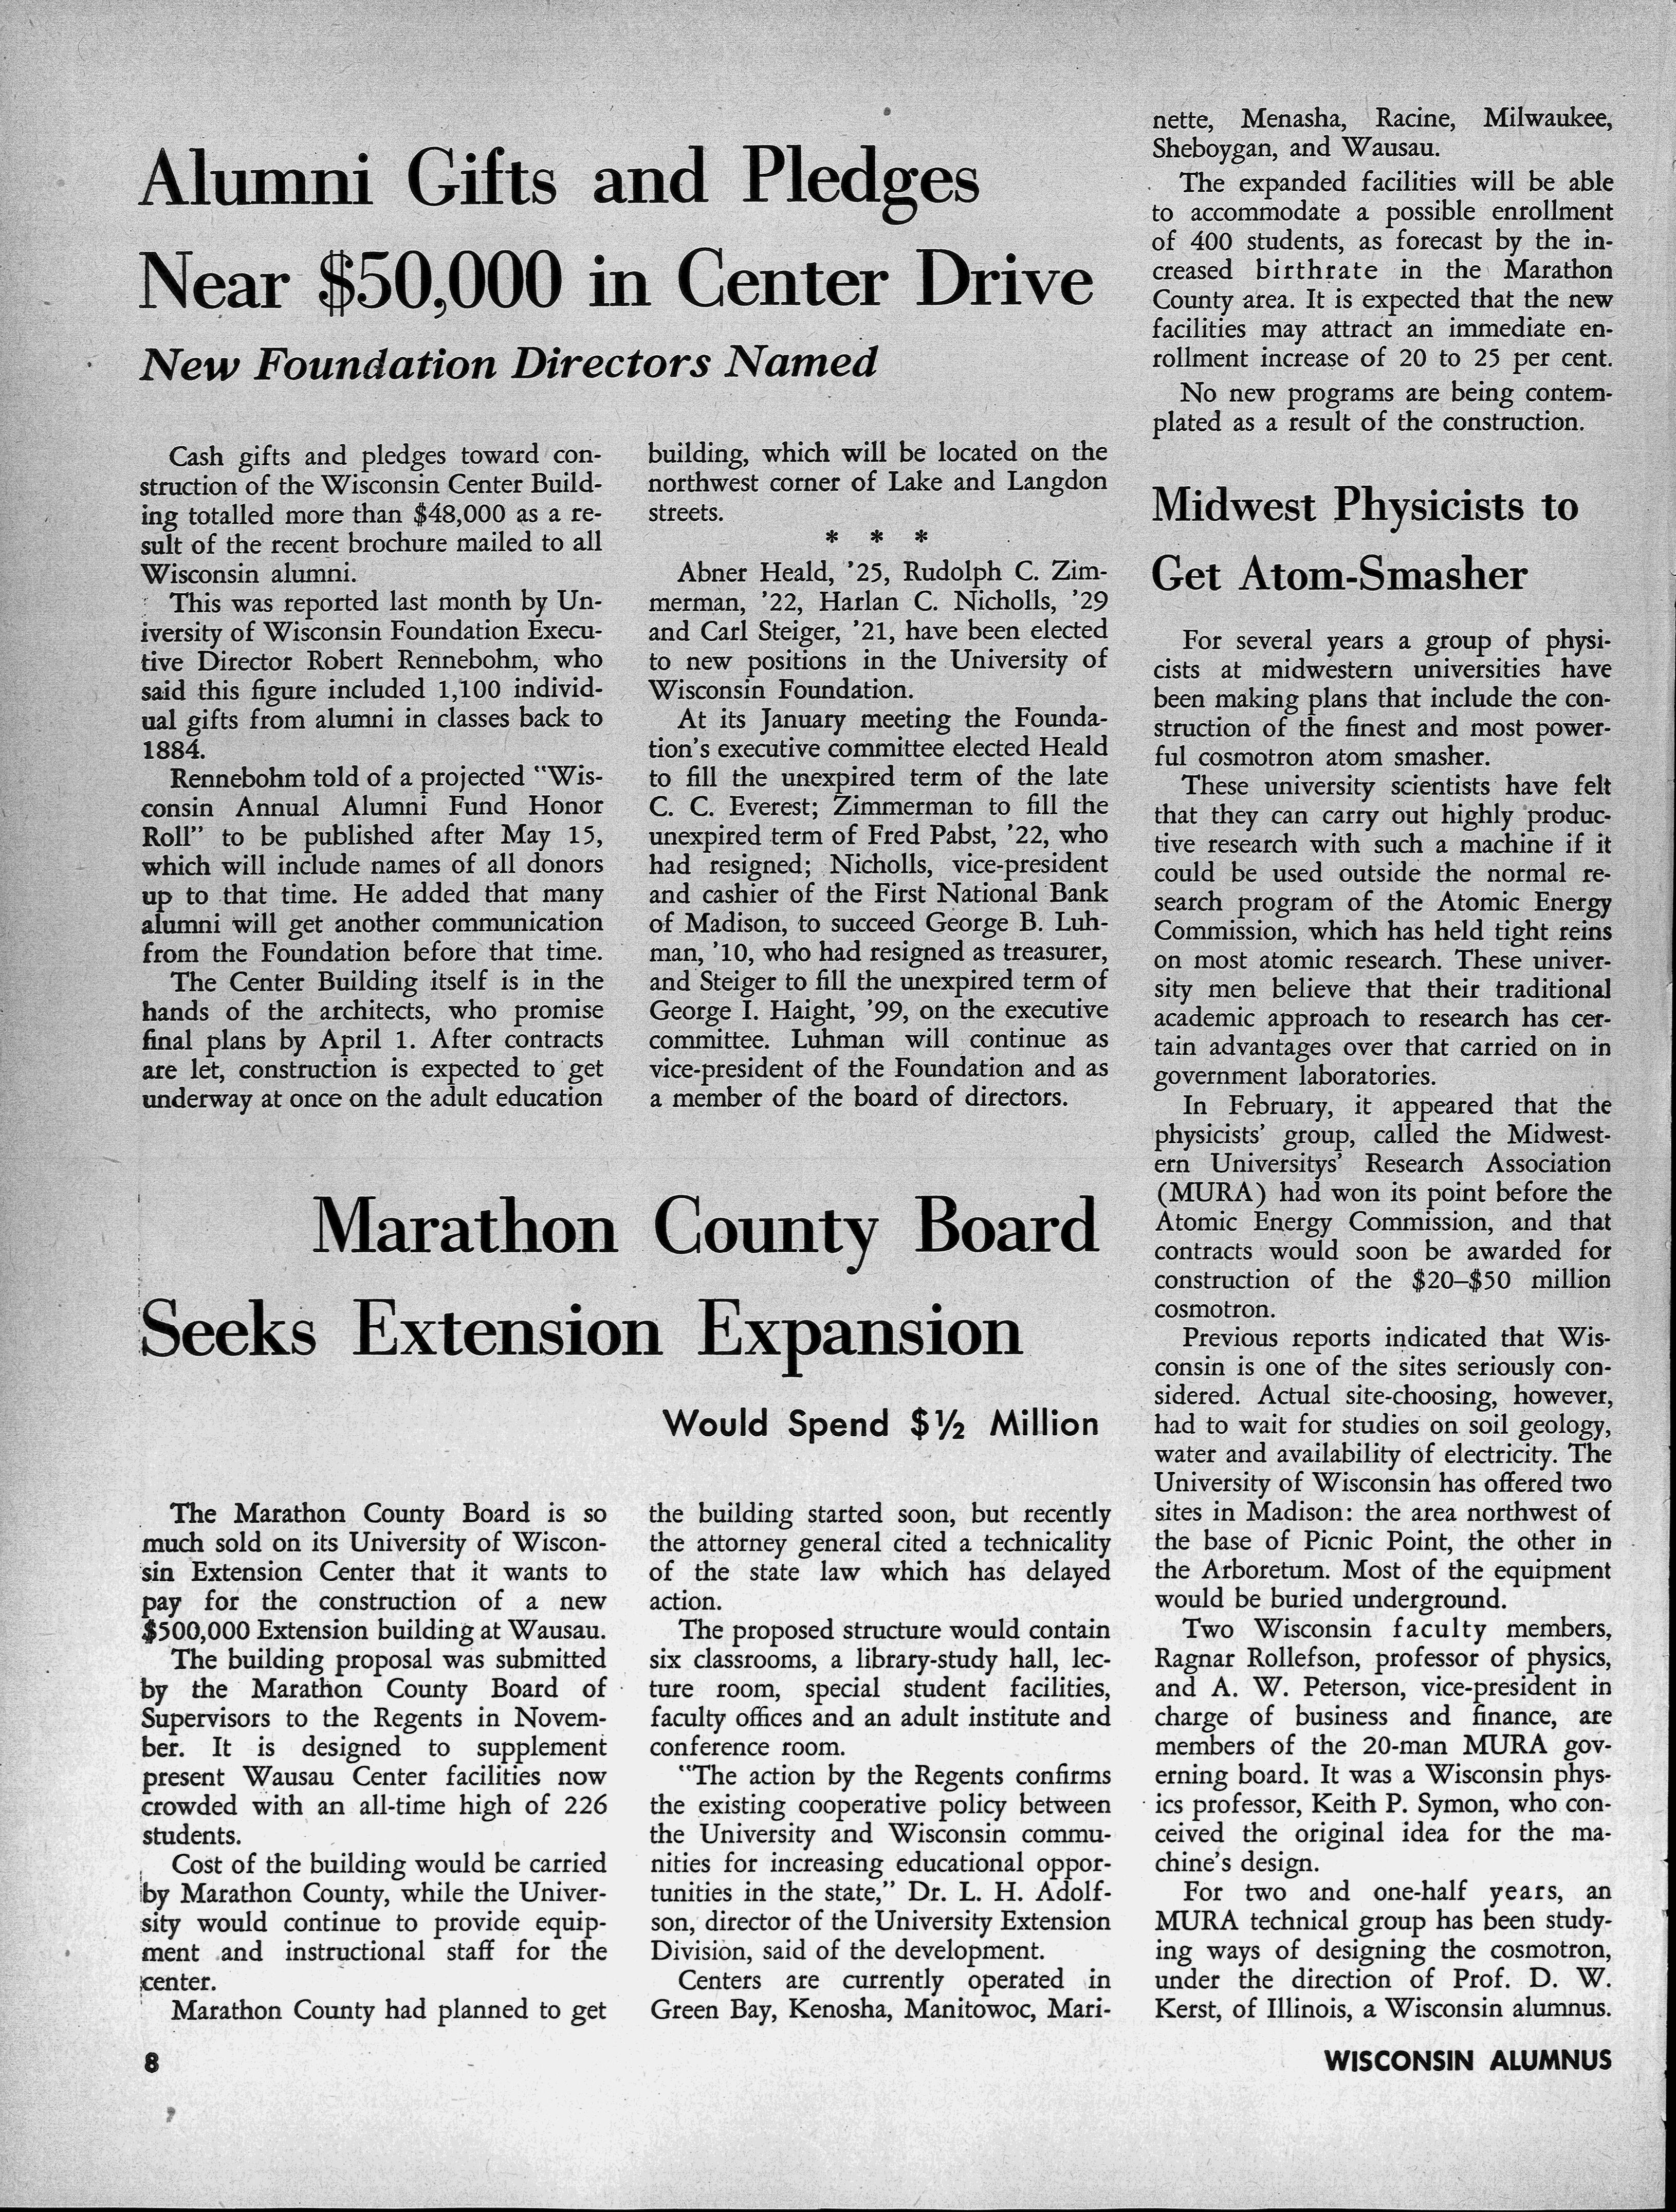 Alumni Gifts and Pledges
Near $50,000 in Center Drive
New Foundation Directors Named
Cash gifts and pledges toward con-
struction of the Wisconsin Center Build-
ing totalled more than $48,000 as a re-
sult of the recent brochure mailed to all
Wisconsin alumni.
This was reported last month by Un-
iversity of Wisconsin Foundation Execu-
tive Director Robert Rennebohm, who
said this figure included 1,100 individ-
ual gifts from alumni in classes back to
1884.
Rennebohm told of a projected "Wis-
consin Annual Alumni Fund Honor
Roll" to be published after May 15,
which will include names of all donors
up to that time. He added that many
alumni will get another communication
from the Foundation before that time.
The Center Building itself is in the
hands of the architects, who promise
final plans by April 1. After contracts
are let, construction is expected to get
underway at once on the adult education
building, which will be located on the
northwest corner of Lake and Langdon
streets.
* * *
Abner Heald, '25, Rudolph C. Zim-
merman, '22, Harlan C. Nicholls, '29
and Carl Steiger, '21, have been elected
to new positions in the University of
Wisconsin Foundation.
At its January meeting the Founda-
tion's executive committee elected Heald
to fill the unexpired term of the late
C. C. Everest; Zimmerman to fill the
unexpired term of Fred Pabst, '22, who
had resigned; Nicholls, vice-president
and cashier of the First National Bank
of Madison, to succeed George B. Luh-
man, '10, who had resigned as treasurer,
and Steiger to fill the unexpired term of
George I. Haight, '99, on the executive
committee. Luhman will continue as
vice-president of the Foundation and as
a member of the board of directors.
Marathon County Board
Seeks Extension Expansion
Would Spend $½ Million
The Marathon County Board is so
much sold on its University of Wiscon-
sin Extension Center that it wants to
pay for the construction of a new
$500,000 Extension building at Wausau.
The building proposal was submitted
by the Marathon County Board of
Supervisors to the Regents in Novem-
ber. It is designed to supplement
present Wausau Center facilities now
crowded with an all-time high of 226
students.
Cost of the building would be carried
by Marathon County, while the Univer-
sity would continue to provide equip-
ment and instructional staff for the
center.
Marathon County had planned to get
the building started soon, but recently
the attorney general cited a technicality
of the state law which has delayed
action.
The proposed structure would contain
six classrooms, a library-study hall, lec-
ture room, special student facilities,
faculty offices and an adult institute and
conference room.
"The action by the Regents confirms
the existing cooperative policy between
the University and Wisconsin commu-
nities for increasing educational oppor-
tunities in the state," Dr. L. H. Adolf-
son, director of the University Extension
Division, said of the development.
Centers are currently operated in
Green Bay, Kenosha, Manitowoc, Mari-
nette, Menasha, Racine, Milwaukee,
Sheboygan, and Wausau.
The expanded facilities will be able
to accommodate a possible enrollment
of 400 students, as forecast by the in-
creased birthrate in the Marathon
County area. It is expected that the new
facilities may attract an immediate en-
rollment increase of 20 to 25 per cent.
No new programs are being contem-
plated as a result of the construction.
Midwest Physicists to
Get Atom-Smasher
For several years a group of physi-
cists at midwestern universities have
been making plans that include the con-
struction of the finest and most power-
ful cosmotron atom smasher.
These university scientists have felt
that they can carry out highly produc-
tive research with such a machine if it
could be used outside the normal re-
search program of the Atomic Energy
Commission, which has held tight reins
on most atomic research. These univer-
sity men believe that their traditional
academic approach to research has cer-
tain advantages over that carried on in
government laboratories.
In February, it appeared that the
physicists' group, called the Midwest-
ern Universitys' Research Association
(MURA) had won its point before the
Atomic Energy Commission, and that
contracts would soon be awarded for
construction of the $20–$50 million
cosmotron.
Previous reports indicated that Wis-
consin is one of the sites seriously con-
sidered. Actual site-choosing, however,
had to wait for studies on soil geology,
water and availability of electricity. The
University of Wisconsin has offered two
sites in Madison: the area northwest of
the base of Picnic Point, the other in
the Arboretum. Most of the equipment
would be buried underground.
Two Wisconsin faculty members,
Ragnar Rollefson, professor of physics,
and A. W. Peterson, vice-president in
charge of business and finance, are
members of the 20-man MURA gov-
erning board. It was a Wisconsin phys-
ics professor, Keith P. Symon, who con-
ceived the original idea for the ma-
chine's design.
For two and one-half years, an
MURA technical group has been study-
ing ways of designing the cosmotron,
under the direction of Prof. D. W.
Kerst, of Illinois, a Wisconsin alumnus.
8
WISCONSIN ALUMNUS